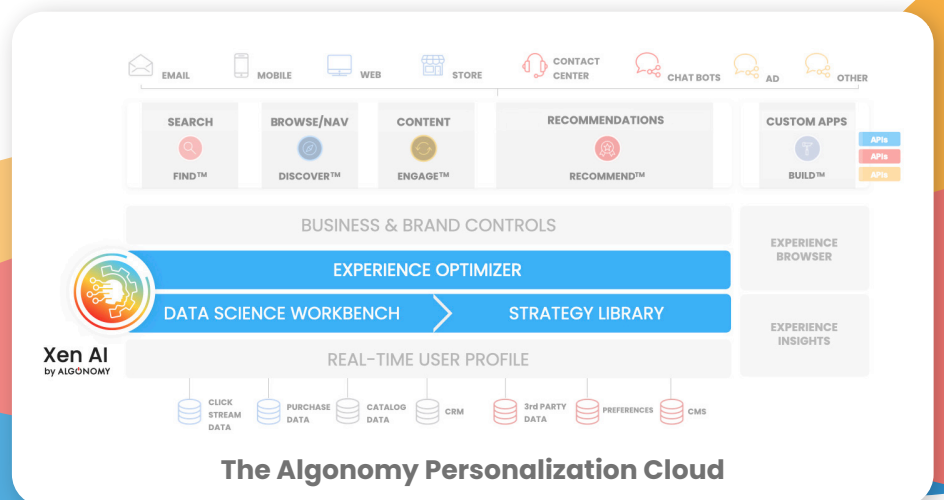 EMAIL
MOBILE
WEB
STORE
CONTACT
CENTER
CHAT BOTS
AD
OTHER
SEARCH
BROWSE/NAV
CONTENT
RECOMMENDATIONS
CUSTOM APPS
APIs
APIs
APIs
FIND™
DISCOVER™
ENGAGE™
RECOMMEND™
BUILD™
BUSINESS & BRAND CONTROLS
EXPERIENCE
BROWSER
EXPERIENCE OPTIMIZER
DATA SCIENCE WORKBENCH
STRATEGY LIBRARY
EXPERIENCE
INSIGHTS
Xen AI
by ALGONOMY
REAL-TIME USER PROFILE
CLICK
STREAM
DATA
PURCHASE
DATA
CATALOG
DATA
CRM
3rd PARTY
DATA
PREFERENCES
CMS
The Algonomy Personalization Cloud